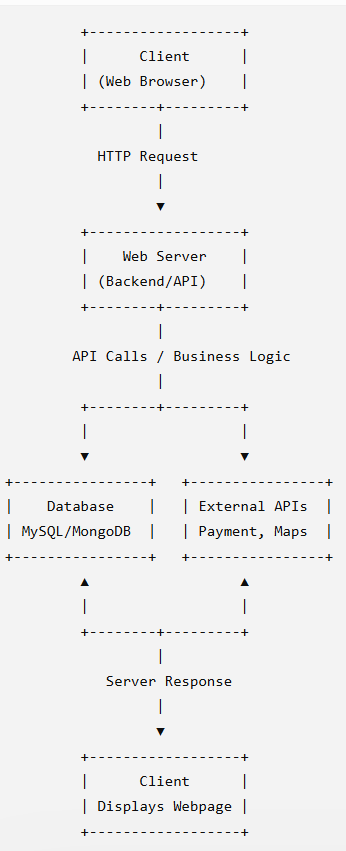 Client
(Web Browser)
HTTP Request
Web Server
(Backend/API)
API Calls / Business Logic
Database
MySQL/MongoDB
External APIs
Payment, Maps
Server Response
Client
Displays Webpage